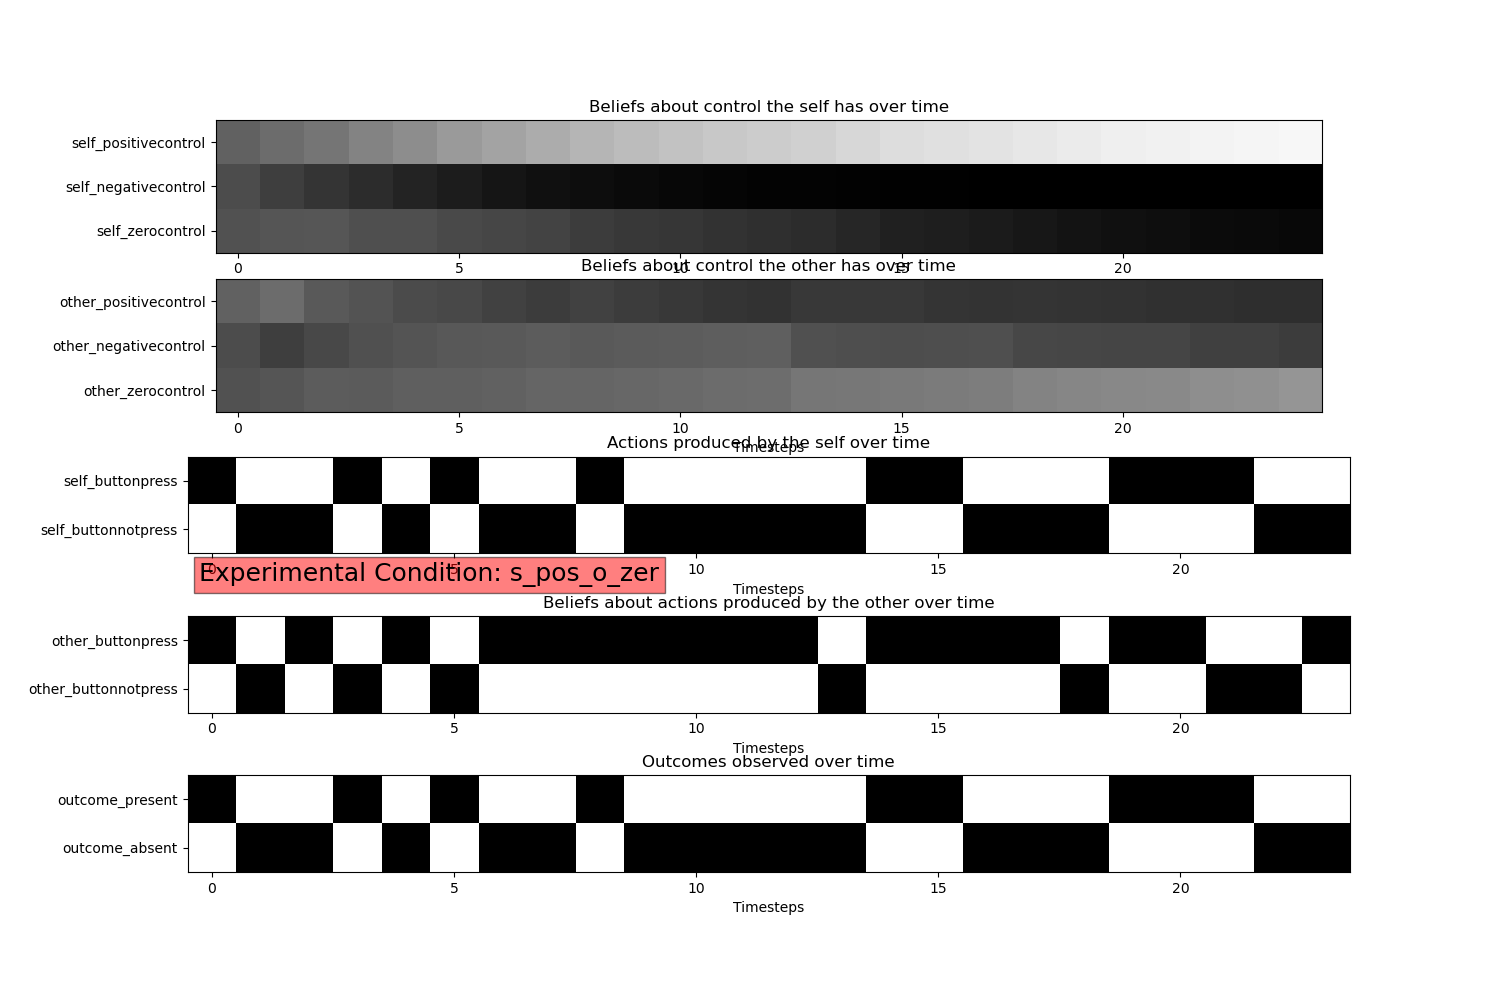 Beliefs about control the self has over time
self_positivecontrol
self_negativecontrol
self_zerocontrol
0 5 10 15 20
Beliefs about control the other has over time
other_positivecontrol
other_negativecontrol
other_zerocontrol
0 5 10 15 20
Timesteps
Actions produced by the self over time
self_buttonpress
self_buttonnotpress
0 5 10 15 20
Experimental Condition: s_pos_o_zer
Timesteps
Beliefs about actions produced by the other over time
other_buttonpress
other_buttonnotpress
0 5 10 15 20
Timesteps
Outcomes observed over time
outcome_present
outcome_absent
0 5 10 15 20
Timesteps